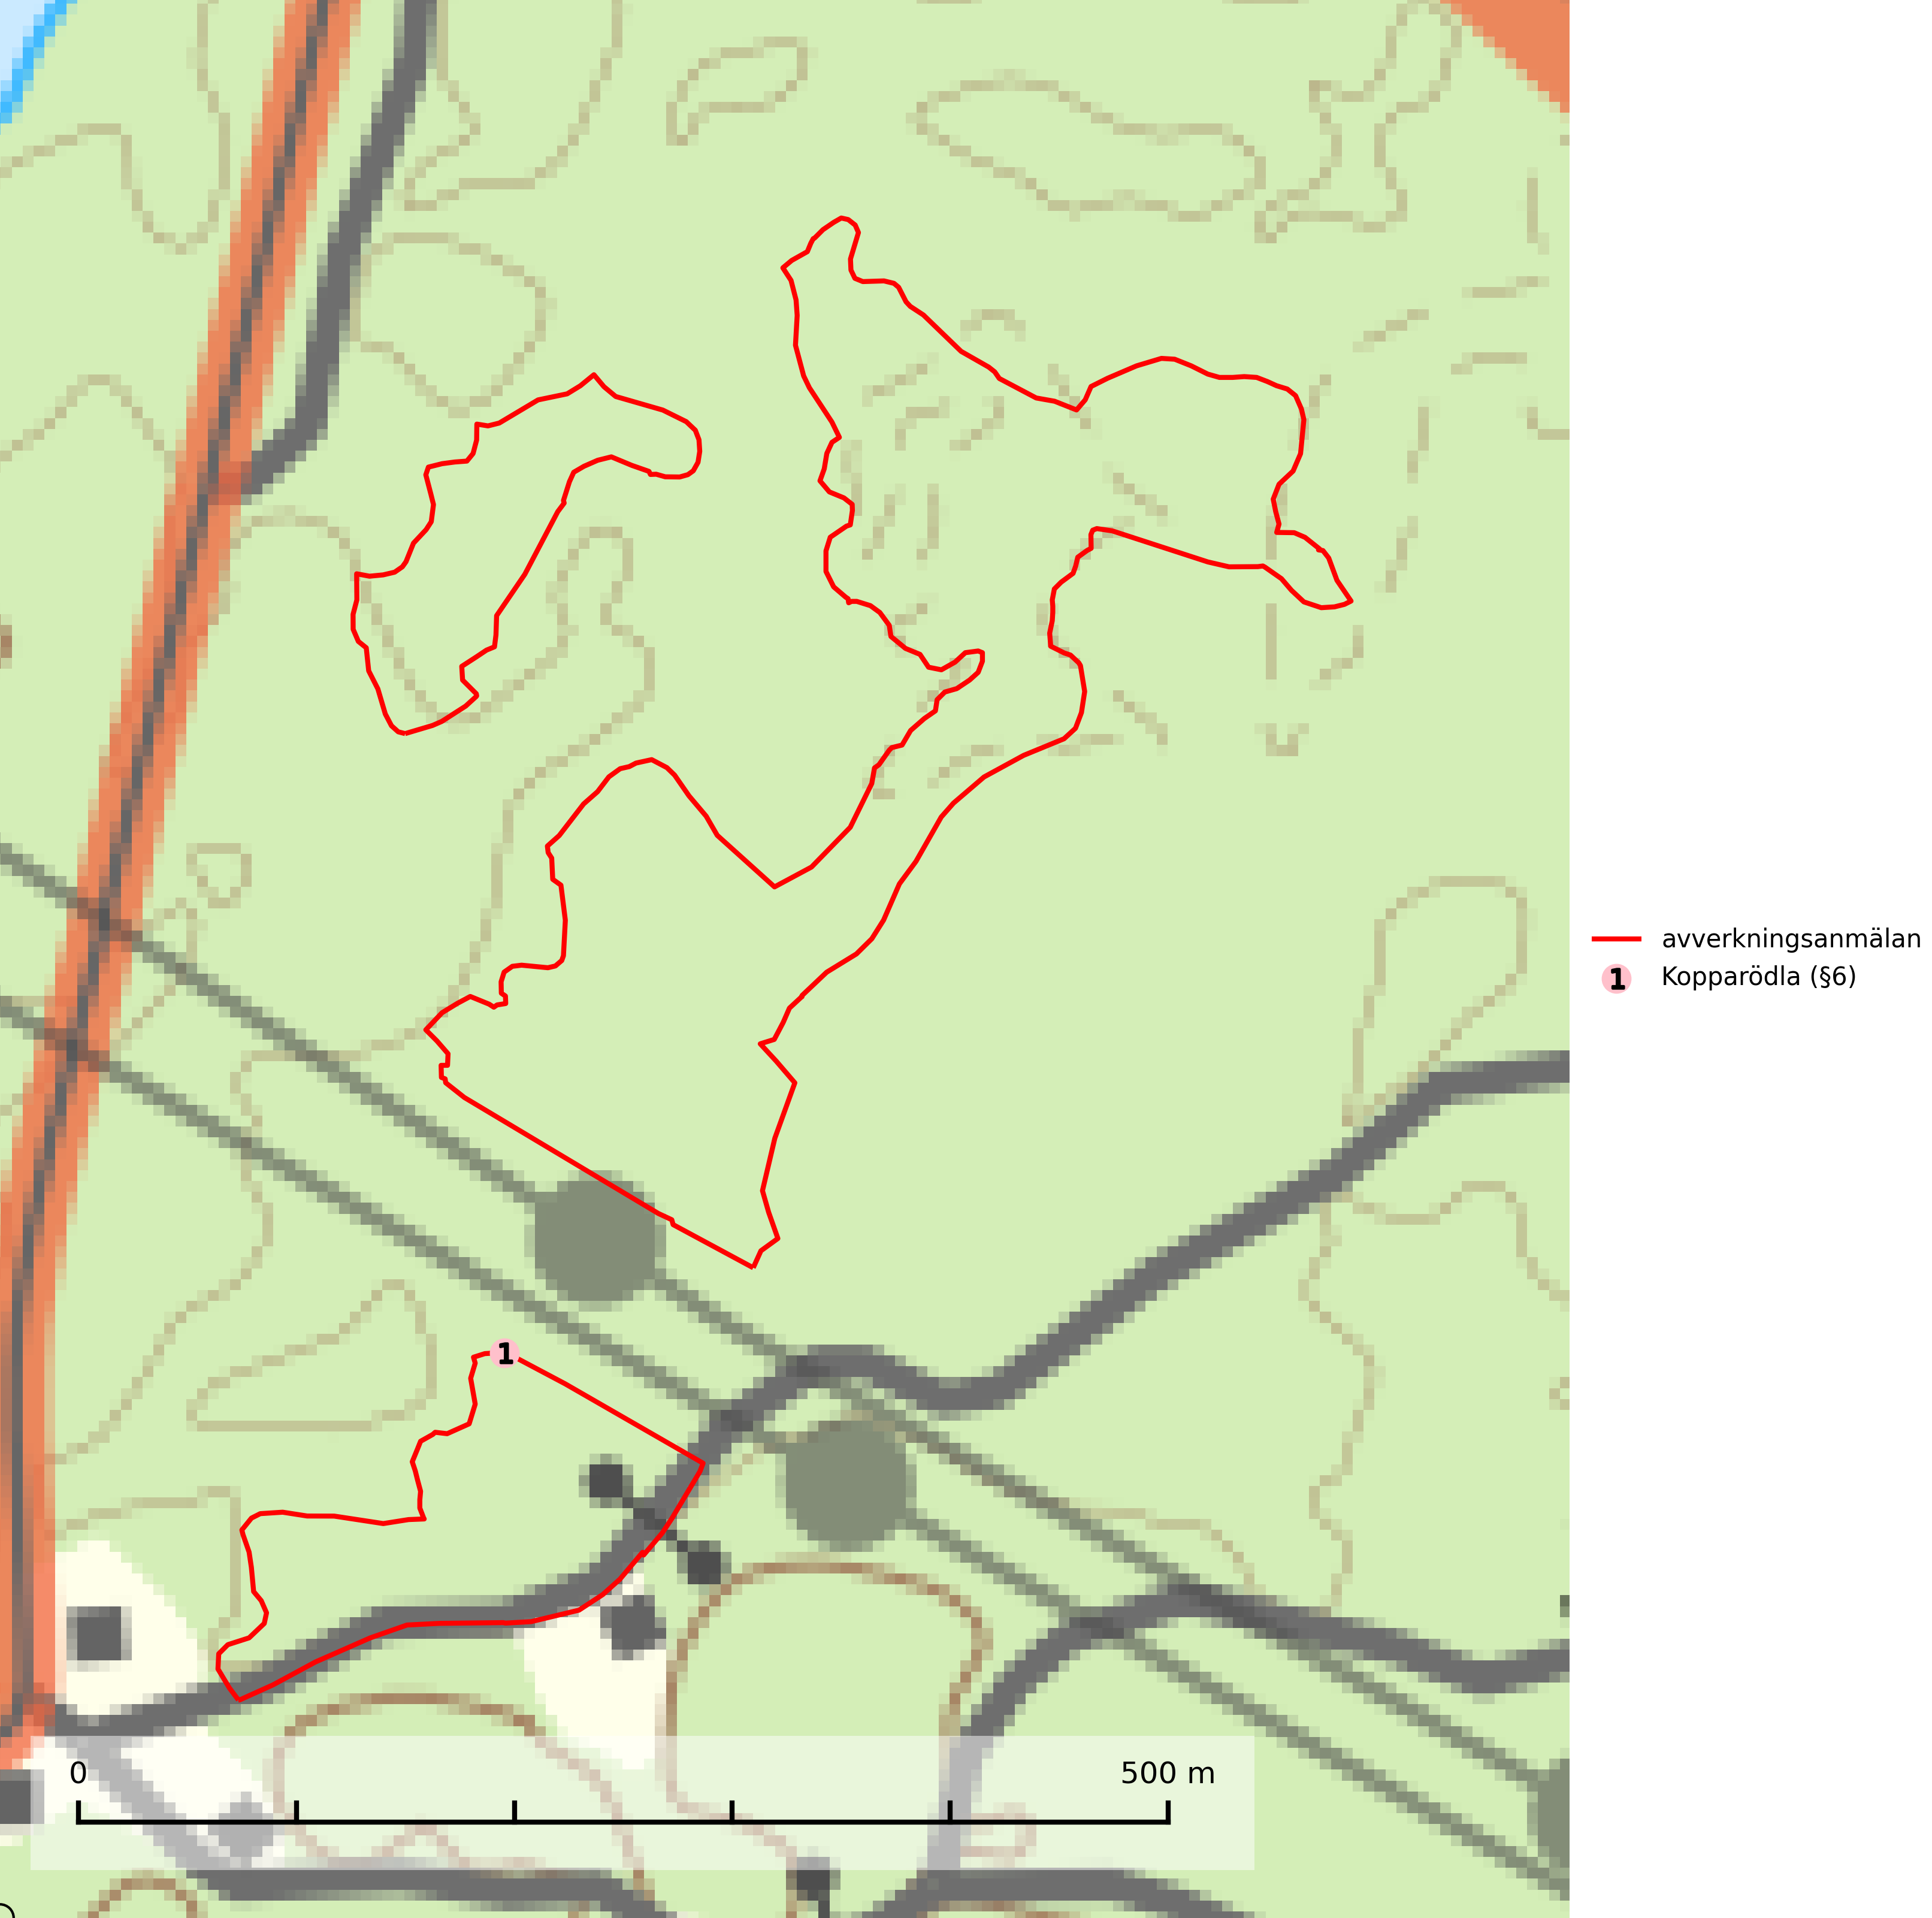 avverkningsanmälan
1 Kopparödla (§6)
1
0 500 m